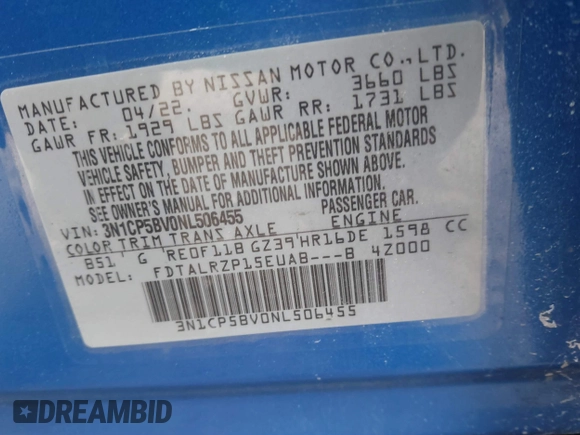 MANUFACTURED BY NISSAN MOTOR CO.,LTD.
DATE: 04/22 GVWR: 3660 LBS
GAWR FR: 1929 LBS GAWR RR: 1731 LBS
THIS VEHICLE CONFORMS TO ALL APPLICABLE FEDERAL MOTOR
VEHICLE SAFETY, BUMPER AND THEFT PREVENTION STANDARDS
IN EFFECT ON THE DATE OF MANUFACTURE SHOWN ABOVE.
SEE OWNER'S MANUAL FOR ADDITIONAL INFORMATION.
VIN: 3N1CP5BV0NL506455 PASSENGER CAR.
COLOR TRIM TRANS AXLE ENGINE
B51 G RE0F11B GZ39 HR16DE 1598 CC
MODEL: FDTALRZP15EUAB---B 42000
3N1CP5BV0NL506455
DREAMBID